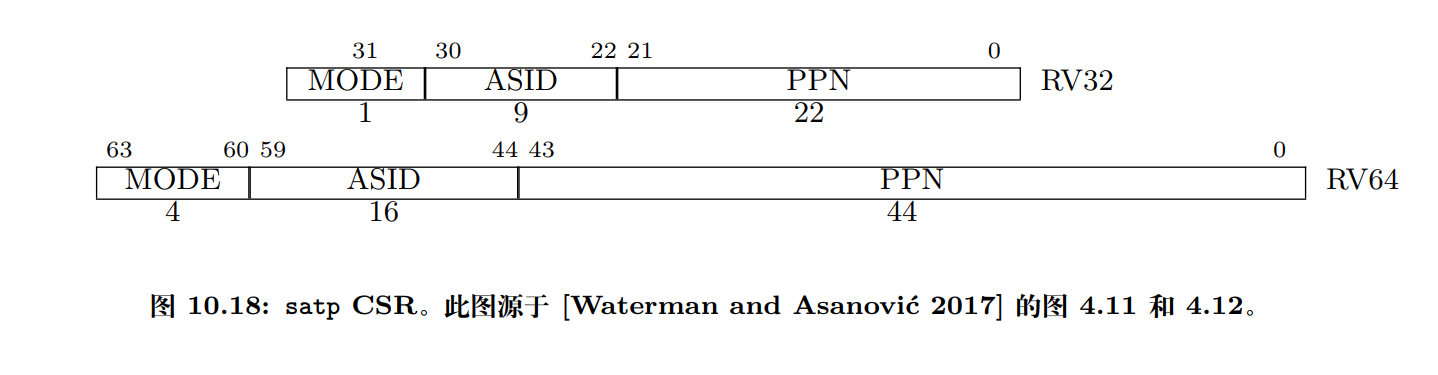 31 30 22 21 0
MODE ASID PPN RV32
1 9 22
63 60 59 44 43 0
MODE ASID PPN RV64
4 16 44
图 10.18: satp CSR。此图源于 [Waterman and Asanović 2017] 的图 4.11 和 4.12。